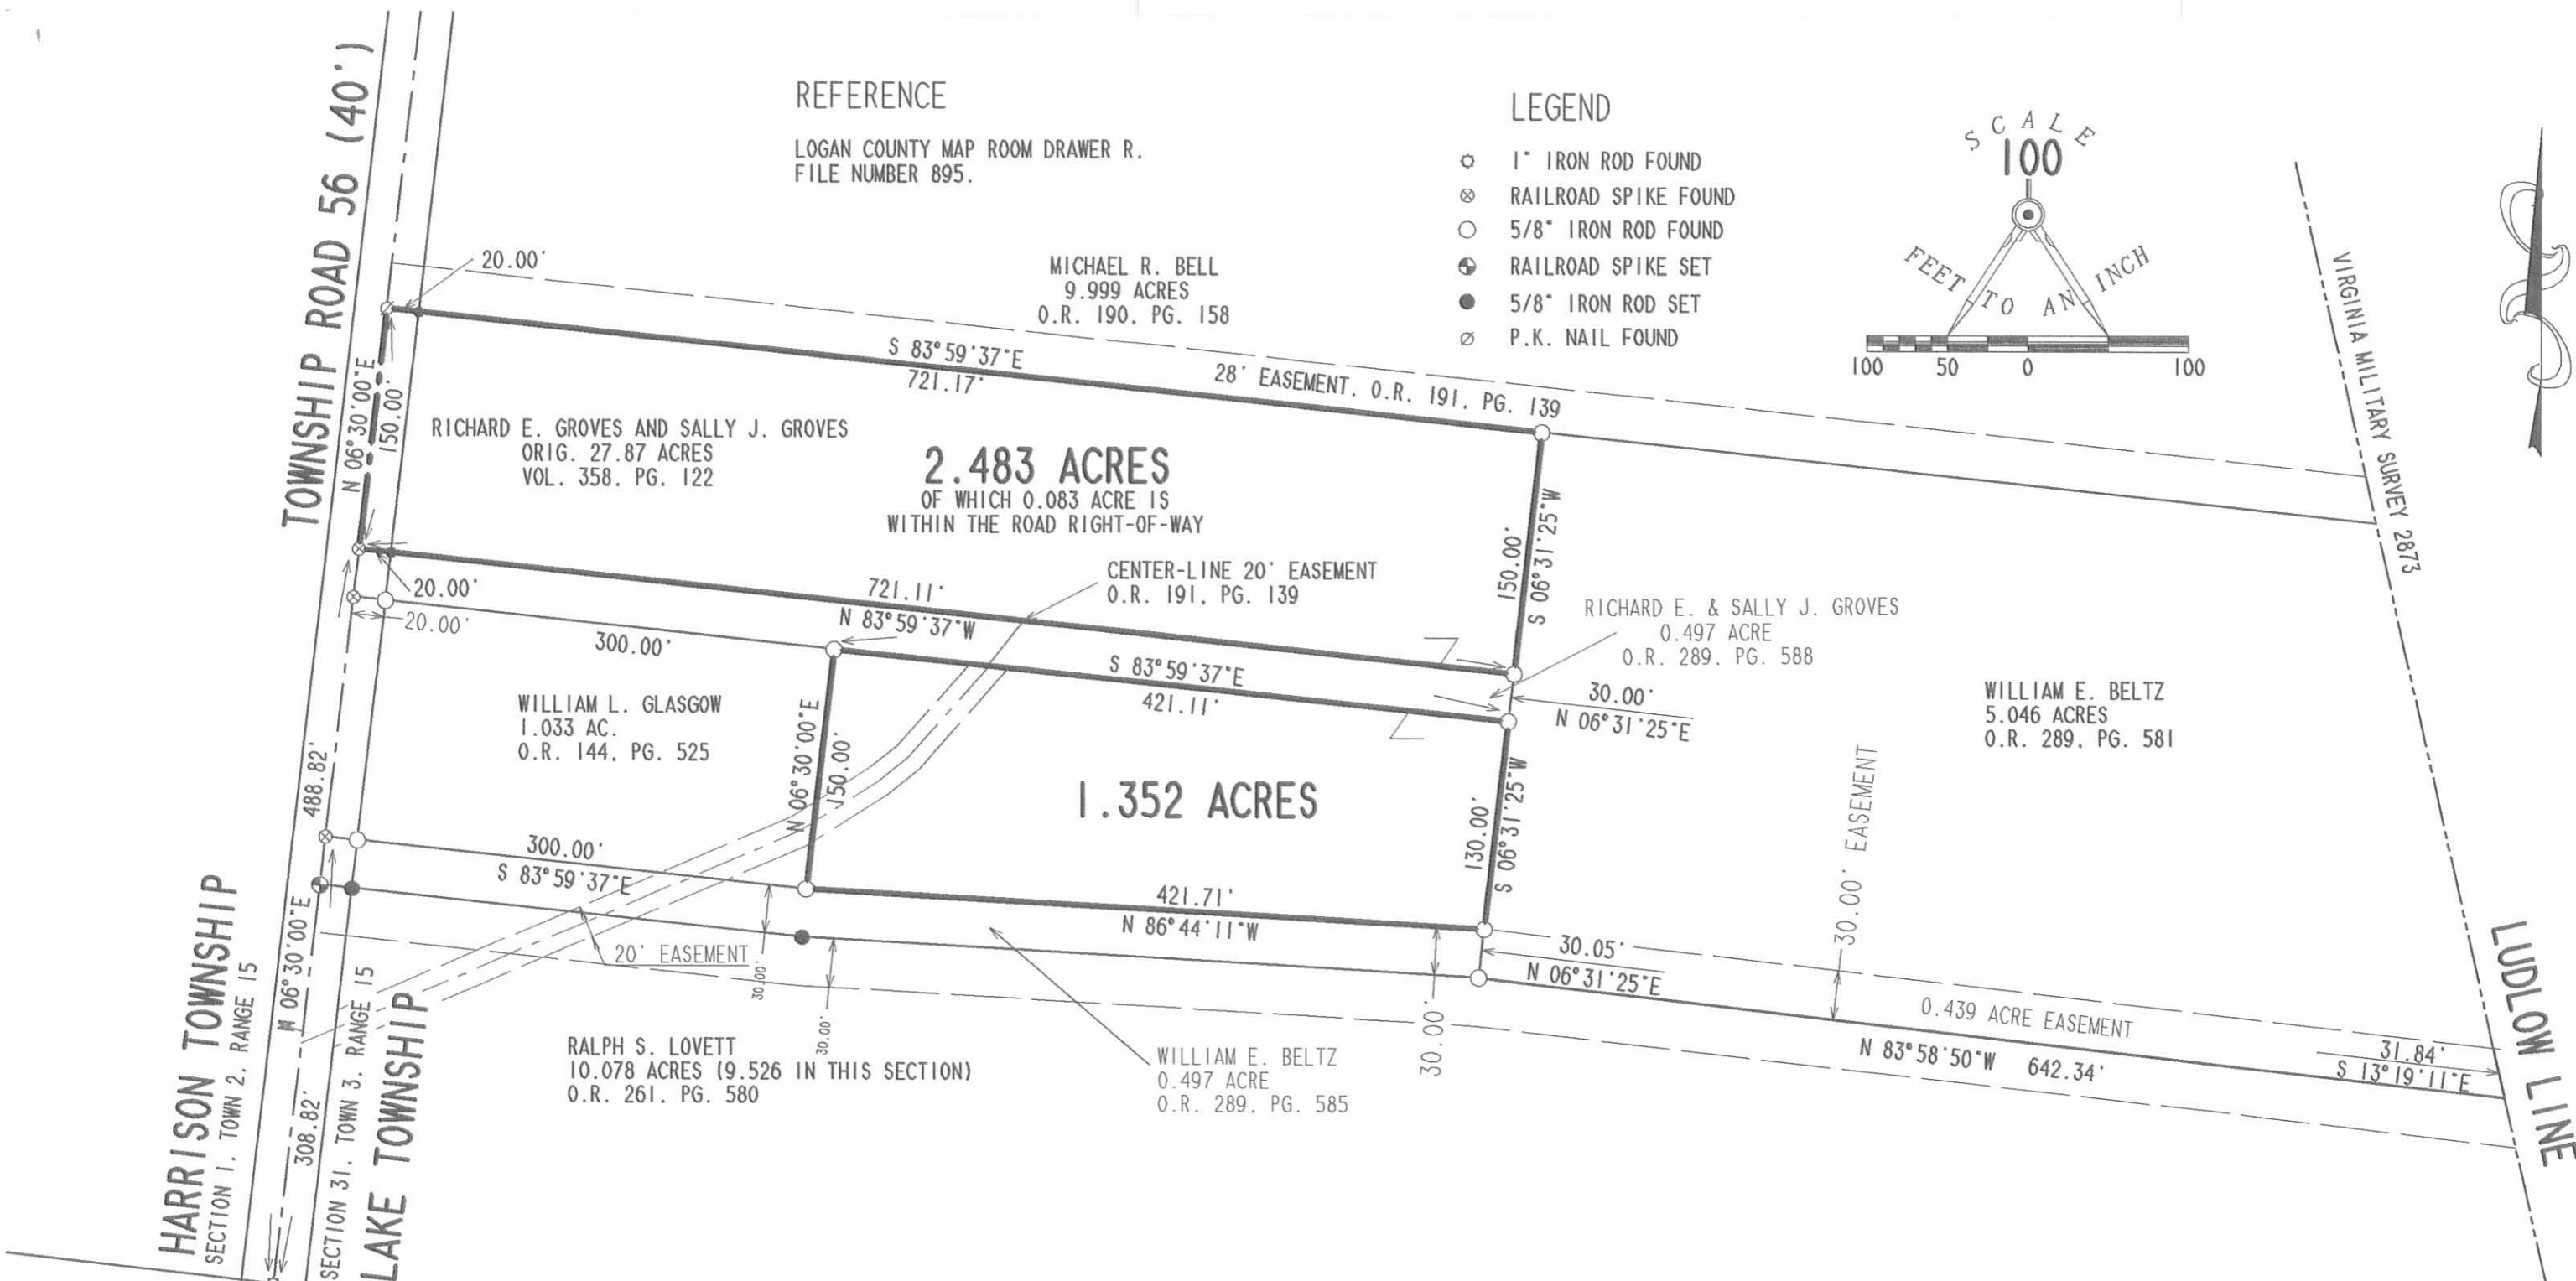 REFERENCE
LOGAN COUNTY MAP ROOM DRAWER R.
FILE NUMBER 895.
LEGEND
1" IRON ROD FOUND
RAILROAD SPIKE FOUND
5/8" IRON ROD FOUND
RAILROAD SPIKE SET
5/8" IRON ROD SET
P.K. NAIL FOUND
SCALE
100
FEET TO AN INCH
100 50 0 100
TOWNSHIP ROAD 56 (40')
20.00'
MICHAEL R. BELL
9.999 ACRES
O.R. 190, PG. 158
S 83°59'37"E
721.17'
28' EASEMENT, O.R. 191, PG. 139
N 06°30'00"E
150.00'
RICHARD E. GROVES AND SALLY J. GROVES
ORIG. 27.87 ACRES
VOL. 358, PG. 122
2.483 ACRES
OF WHICH 0.083 ACRE IS
WITHIN THE ROAD RIGHT-OF-WAY
150.00'
S 06°31'25"W
VIRGINIA MILITARY SURVEY 2873
CENTER-LINE 20' EASEMENT
O.R. 191, PG. 139
20.00'
20.00'
721.11'
N 83°59'37"W
300.00'
RICHARD E. & SALLY J. GROVES
0.497 ACRE
O.R. 289, PG. 588
S 83°59'37"E
421.11'
30.00'
N 06°31'25"E
WILLIAM L. GLASGOW
1.033 AC.
O.R. 144, PG. 525
WILLIAM E. BELTZ
5.046 ACRES
O.R. 289, PG. 581
N 06°30'00"E
150.00'
1.352 ACRES
130.00'
S 06°31'25"W
30.00' EASEMENT
488.82'
300.00'
S 83°59'37"E
421.71'
N 86°44'11"W
30.05'
N 06°31'25"E
20' EASEMENT
30.00'
30.00'
30.00'
0.439 ACRE EASEMENT
N 83°58'50"W 642.34'
31.84'
S 13°19'11"E
LUDLOW LINE
RALPH S. LOVETT
10.078 ACRES (9.526 IN THIS SECTION)
O.R. 261, PG. 580
WILLIAM E. BELTZ
0.497 ACRE
O.R. 289, PG. 585
HARRISON TOWNSHIP
SECTION 1, TOWN 2, RANGE 15
06°30'00"E
308.82'
SECTION 31, TOWN 3, RANGE 15
LAKE TOWNSHIP